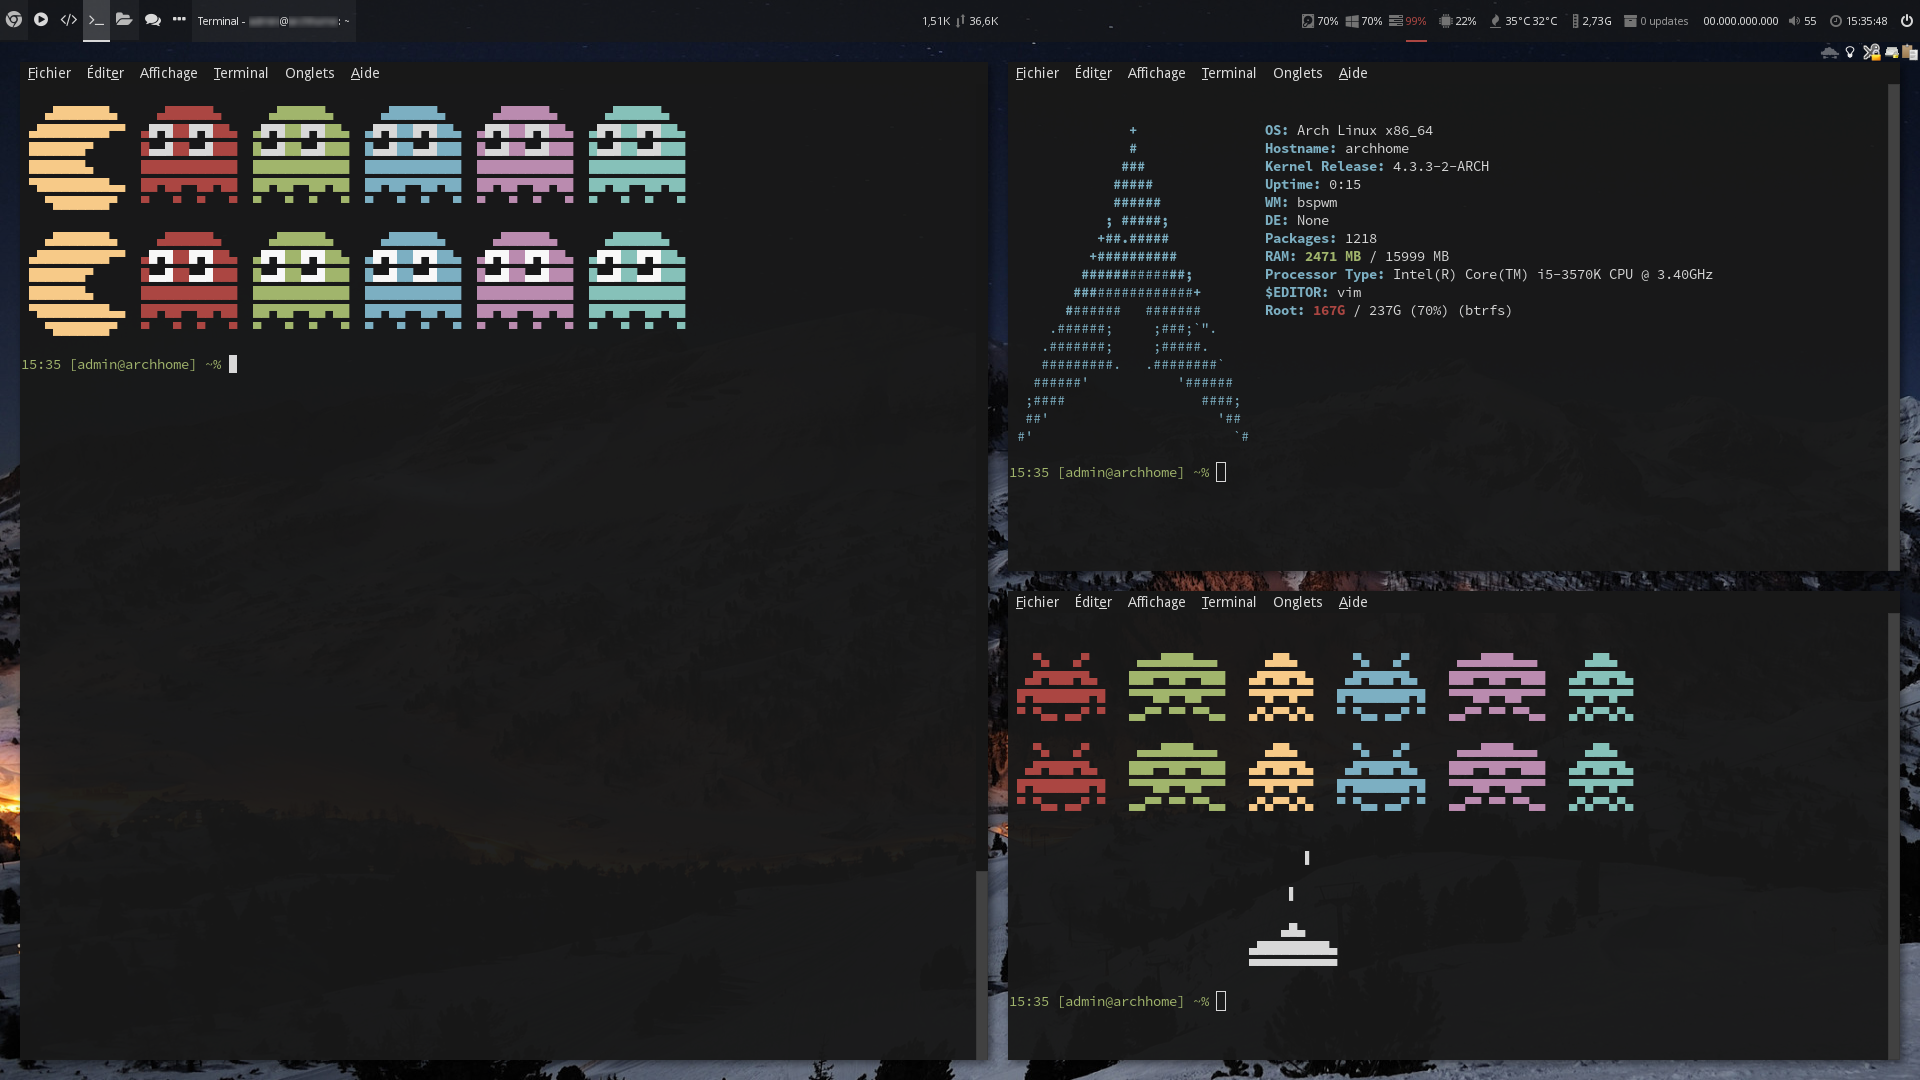 Terminal - @ : ~
1,51K 36,6K
70% 70% 99% 22% 35°C 32°C 2,73G 0 updates 00.000.000.000 55 15:35:48
Fichier Éditer Affichage Terminal Onglets Aide
15:35 [admin@archhome] ~%
Fichier Éditer Affichage Terminal Onglets Aide
OS: Arch Linux x86_64
Hostname: archhome
Kernel Release: 4.3.3-2-ARCH
Uptime: 0:15
WM: bspwm
DE: None
Packages: 1218
RAM: 2471 MB / 15999 MB
Processor Type: Intel(R) Core(TM) i5-3570K CPU @ 3.40GHz
$EDITOR: vim
Root: 167G / 237G (70%) (btrfs)
15:35 [admin@archhome] ~%
Fichier Éditer Affichage Terminal Onglets Aide
15:35 [admin@archhome] ~%